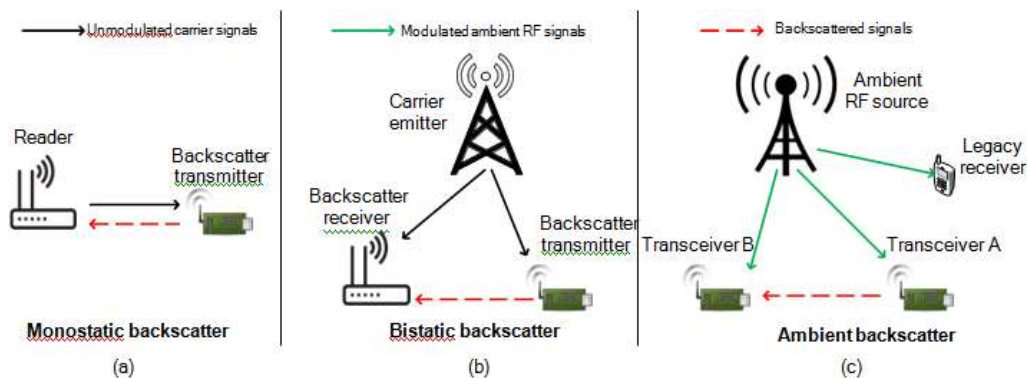 Unmodulated carrier signals
Modulated ambient RF signals
Backscattered signals
Reader
Backscatter
transmitter
Monostatic backscatter
(a)
Carrier
emitter
Backscatter
receiver
Backscatter
transmitter
Bistatic backscatter
(b)
Ambient
RF source
Legacy
receiver
Transceiver B
Transceiver A
Ambient backscatter
(c)